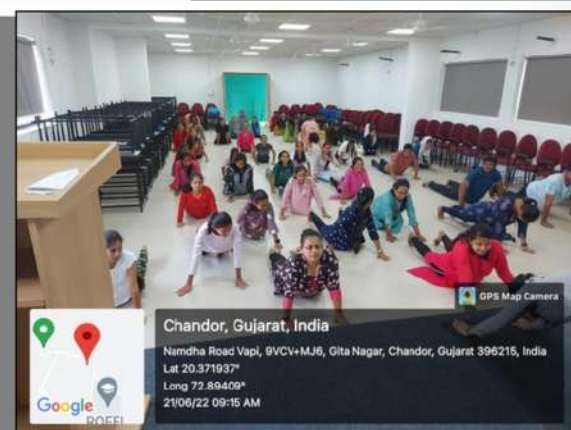 GPS Map Camera
Chandor, Gujarat, India
Namdha Road Vapi, 9VCV+MJ6, Gita Nagar, Chandor, Gujarat 396215, India
Lat 20.371937°
Long 72.89409°
21/06/22 09:15 AM
Google
ROFEL